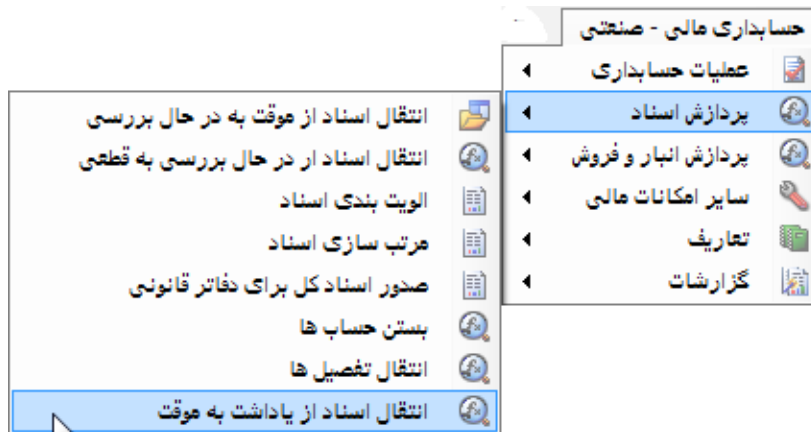 حسابداری مالی - صنعتی
عملیات حسابداری
پردازش اسناد
پردازش انبار و فروش
سایر امکانات مالی
تعاریف
گزارشات
انتقال اسناد از موقت به در حال بررسی
انتقال اسناد ار در حال بررسی به قطعی
الویت بندی اسناد
مرتب سازی اسناد
صدور اسناد کل برای دفاتر قانونی
بستن حساب ها
انتقال تفصیل ها
انتقال اسناد از یاداشت به موقت